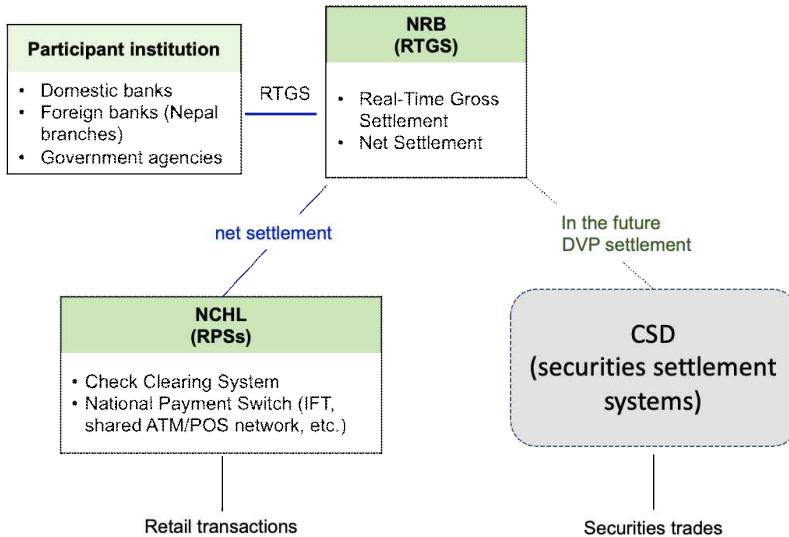 Participant institution
• Domestic banks
• Foreign banks (Nepal
branches)
• Government agencies
RTGS
NRB
(RTGS)
• Real-Time Gross
Settlement
• Net Settlement
net settlement
In the future
DVP settlement
NCHL
(RPSs)
• Check Clearing System
• National Payment Switch (IFT,
shared ATM/POS network, etc.)
CSD
(securities settlement
systems)
Retail transactions
Securities trades